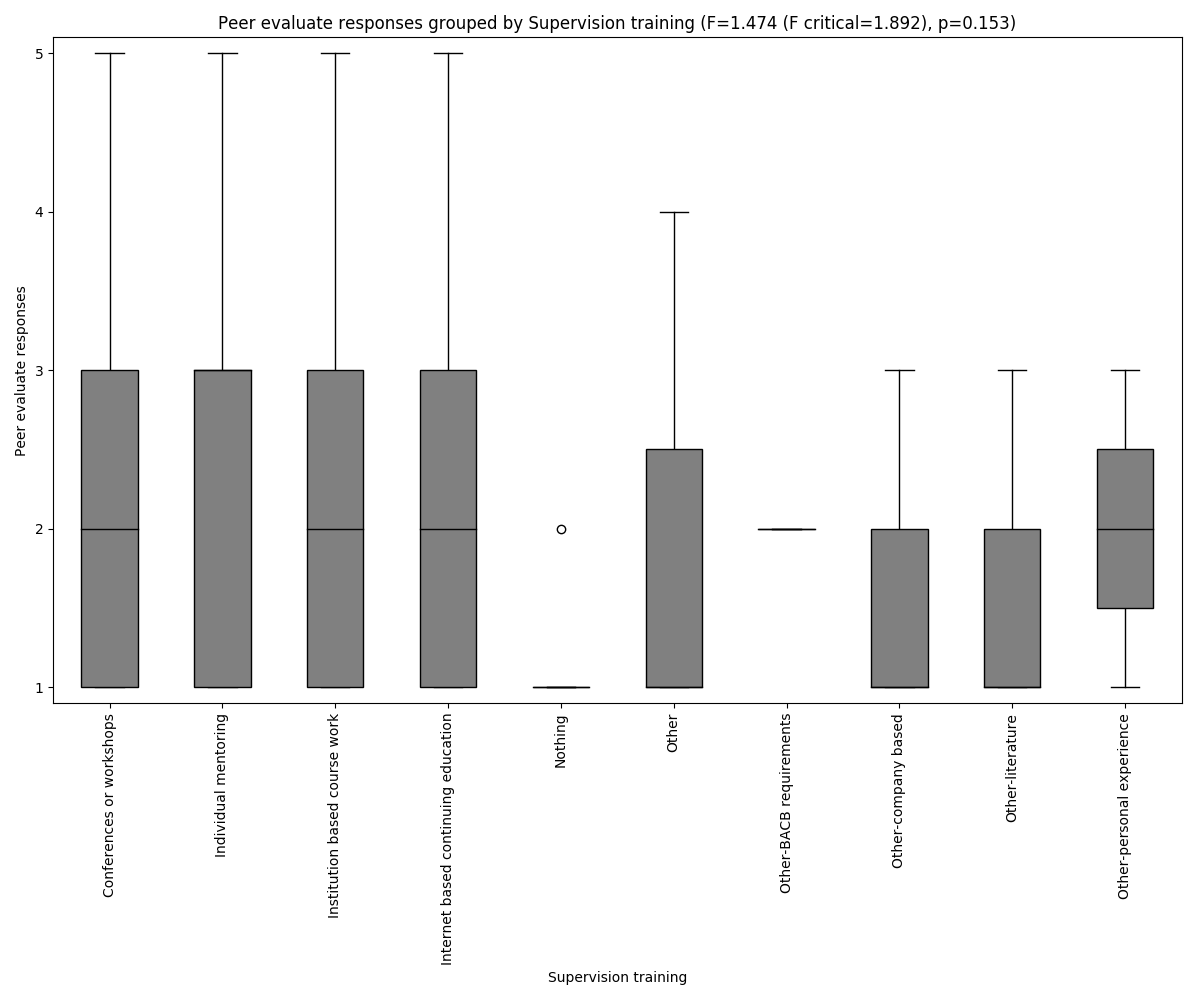 Peer evaluate responses grouped by Supervision training (F=1.474 (F critical=1.892), p=0.153)
Peer evaluate responses
5
4
3
2
1
Conferences or workshops
Individual mentoring
Institution based course work
Internet based continuing education
Nothing
Other
Other-BACB requirements
Other-company based
Other-literature
Other-personal experience
Supervision training